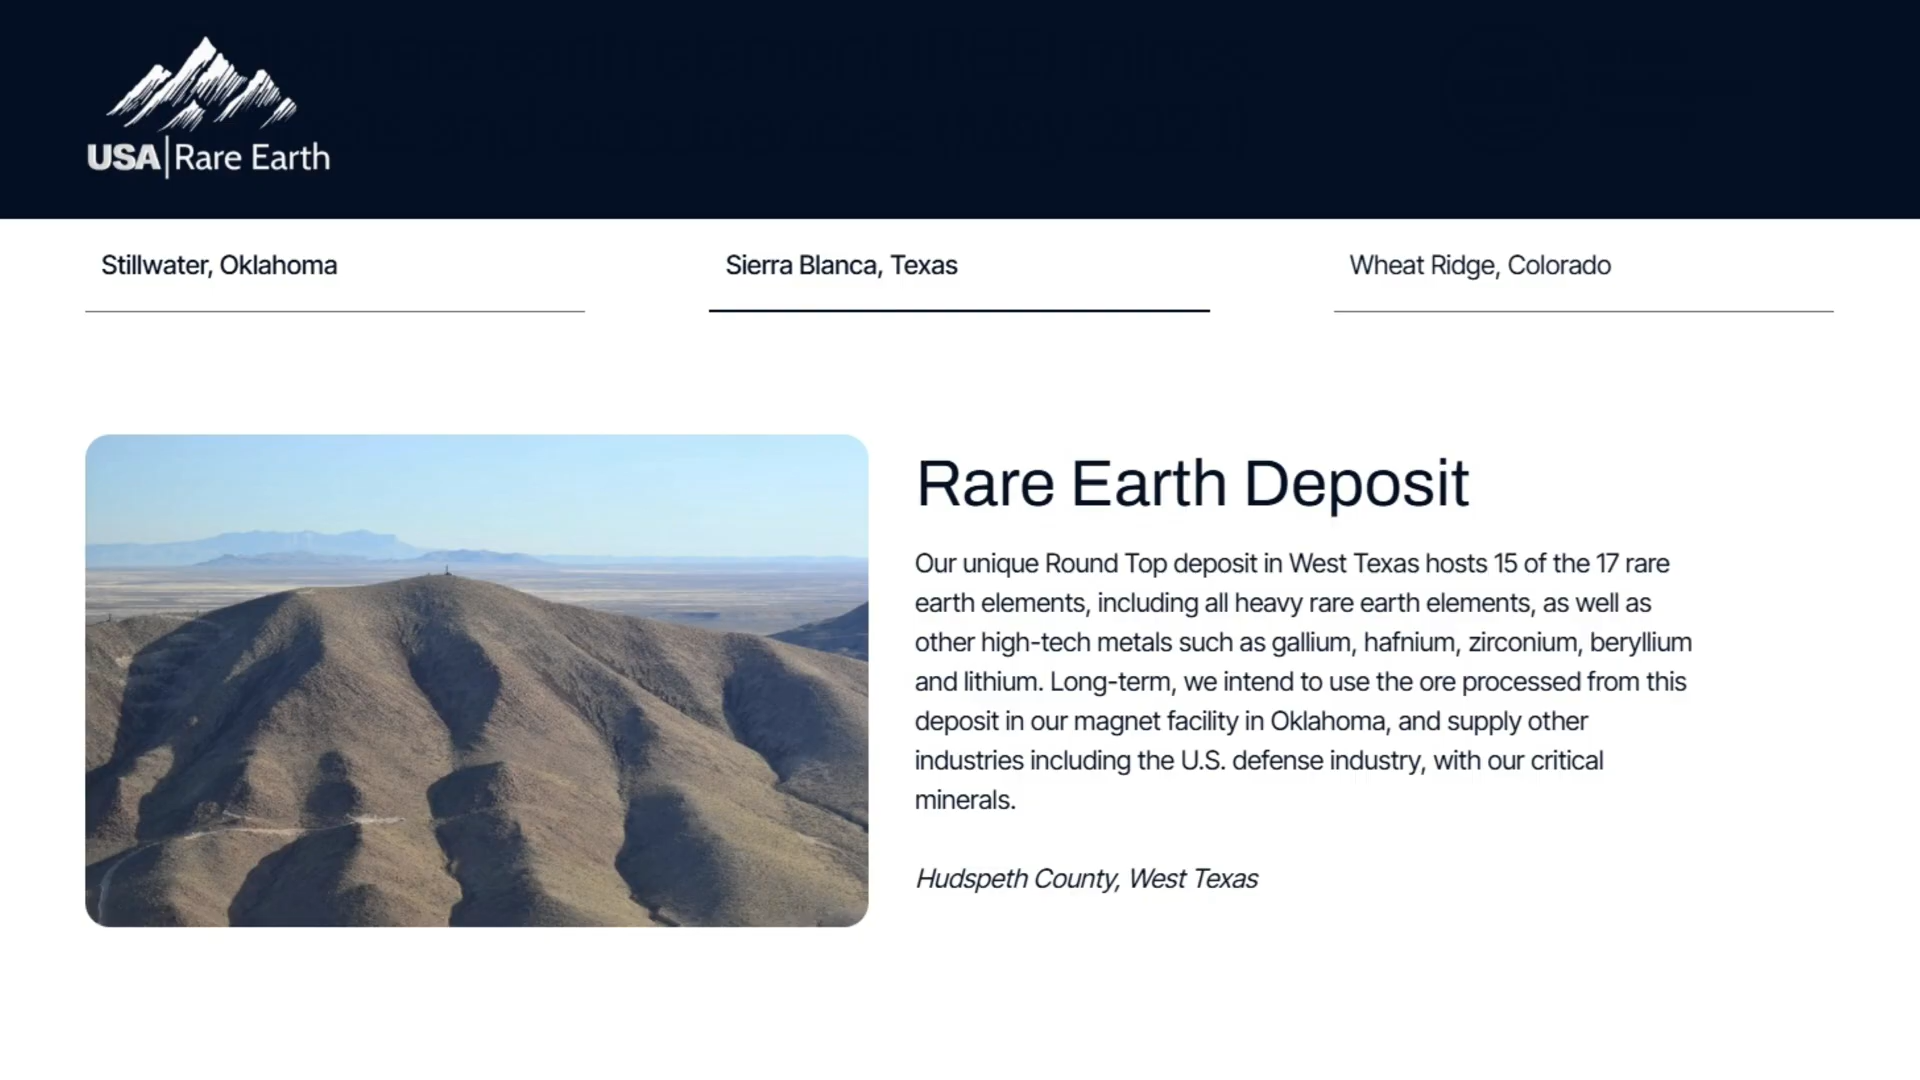 USA|Rare Earth
Stillwater, Oklahoma
Sierra Blanca, Texas
Wheat Ridge, Colorado
Rare Earth Deposit
Our unique Round Top deposit in West Texas hosts 15 of the 17 rare
earth elements, including all heavy rare earth elements, as well as
other high-tech metals such as gallium, hafnium, zirconium, beryllium
and lithium. Long-term, we intend to use the ore processed from this
deposit in our magnet facility in Oklahoma, and supply other
industries including the U.S. defense industry, with our critical
minerals.
Hudspeth County, West Texas